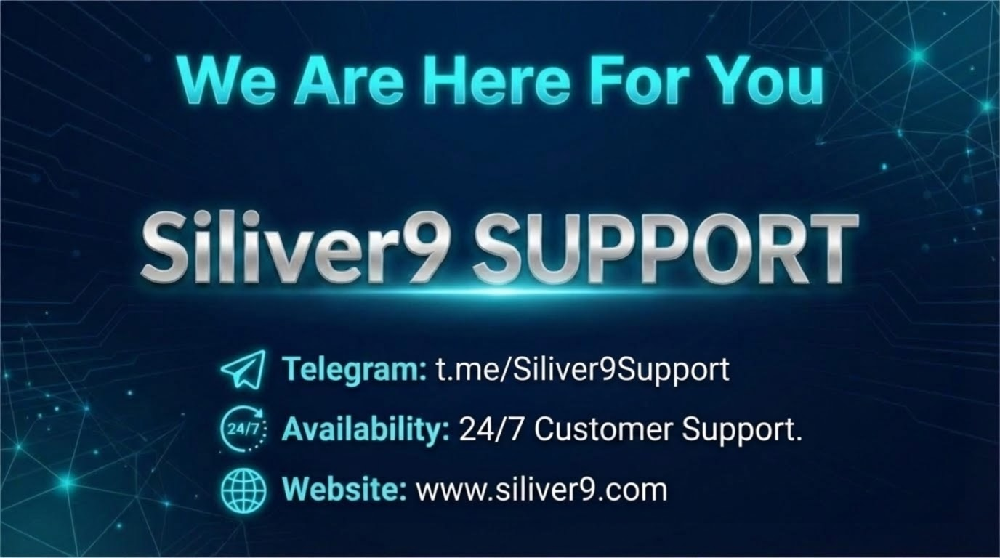 We Are Here For You
Siliver9 SUPPORT
Telegram: t.me/Siliver9Support
24/7
Availability: 24/7 Customer Support.
Website: www.siliver9.com